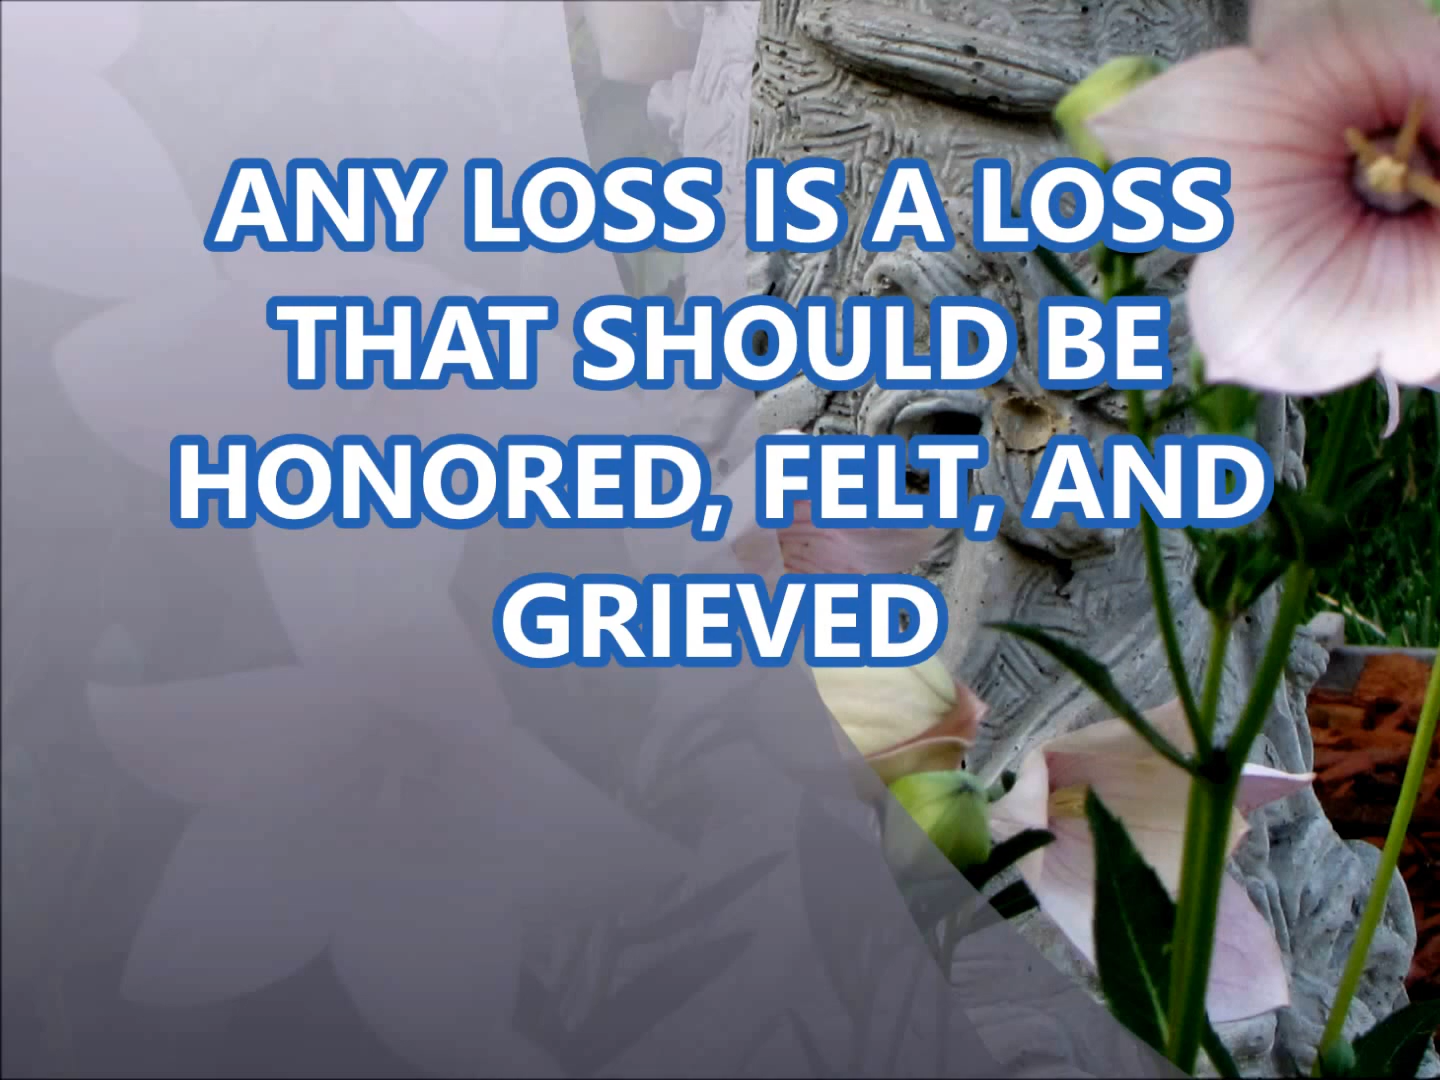 ANY LOSS IS A LOSS
THAT SHOULD BE
HONORED, FELT, AND
GRIEVED